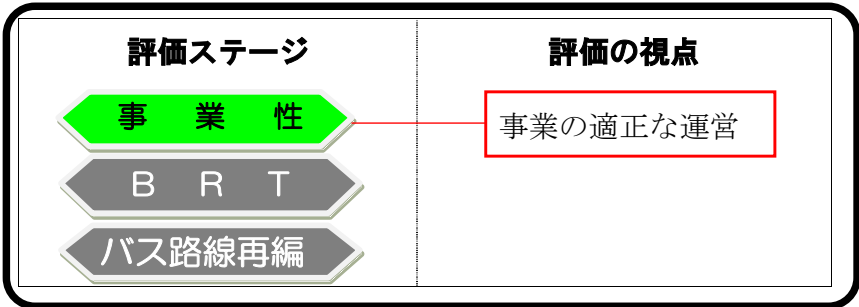 評価ステージ
評価の視点
事業性
事業の適正な運営
BRT
バス路線再編